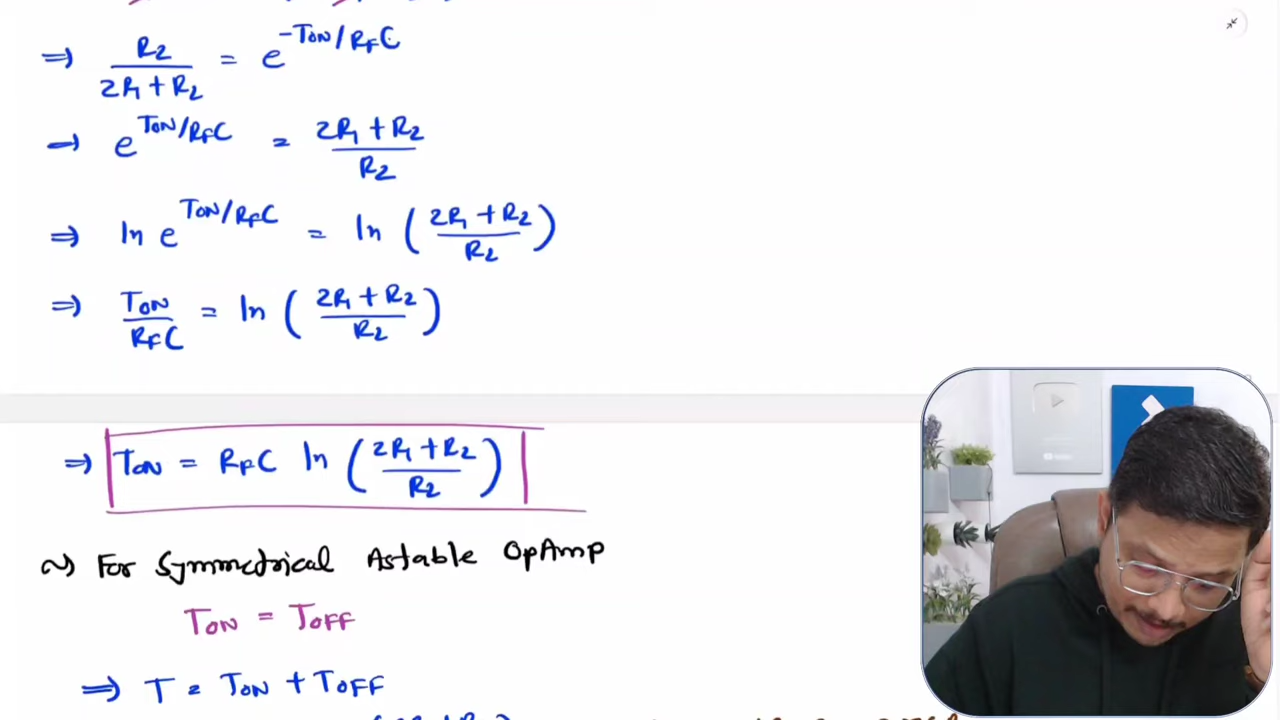 ⇒ R2 / 2R1 + R2 = e^-TON/RFC
→ e^TON/RFC = 2R1 + R2 / R2
⇒ ln e^TON/RFC = ln ( 2R1 + R2 / R2 )
⇒ TON / RFC = ln ( 2R1 + R2 / R2 )
⇒ TON = RFC ln ( 2R1 + R2 / R2 )
~) For Symmetrical Astable OpAmp
TON = TOFF
⇒ T = TON + TOFF